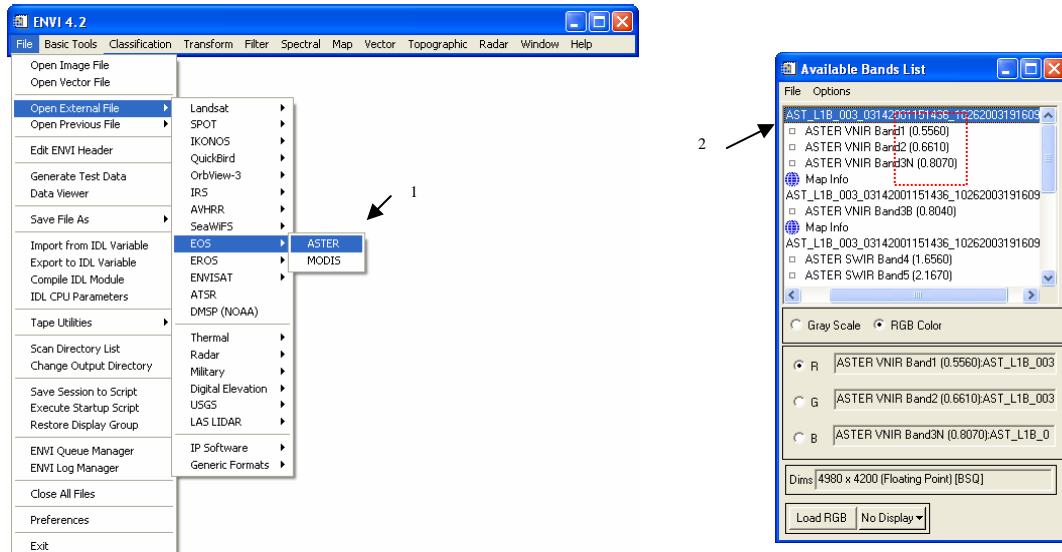 ENVI 4.2
File Basic Tools Classification Transform Filter Spectral Map Vector Topographic Radar Window Help
Open Image File
Open Vector File
Open External File
Open Previous File
Edit ENVI Header
Generate Test Data
Data Viewer
Save File As
Import from IDL Variable
Export to IDL Variable
Compile IDL Module
IDL CPU Parameters
Tape Utilities
Scan Directory List
Change Output Directory
Save Session to Script
Execute Startup Script
Restore Display Group
ENVI Queue Manager
ENVI Log Manager
Close All Files
Preferences
Exit
Landsat
SPOT
IKONOS
QuickBird
OrbView-3
IRS
AVHRR
SeaWiFS
EOS
EROS
ENVISAT
ATSR
DMSP (NOAA)
Thermal
Radar
Military
Digital Elevation
USGS
LAS LIDAR
IP Software
Generic Formats
ASTER
MODIS
1
2
Available Bands List
File Options
AST_L1B_003_03142001151436_10262003191609
ASTER VNIR Band1 (0.5560)
ASTER VNIR Band2 (0.6610)
ASTER VNIR Band3N (0.8070)
Map Info
AST_L1B_003_03142001151436_10262003191609
ASTER VNIR Band3B (0.8040)
Map Info
AST_L1B_003_03142001151436_10262003191609
ASTER SWIR Band4 (1.6560)
ASTER SWIR Band5 (2.1670)
Gray Scale RGB Color
R ASTER VNIR Band1 (0.5560):AST_L1B_003
G ASTER VNIR Band2 (0.6610):AST_L1B_003
B ASTER VNIR Band3N (0.8070):AST_L1B_0
Dims 4980 x 4200 (Floating Point) [BSQ]
Load RGB No Display